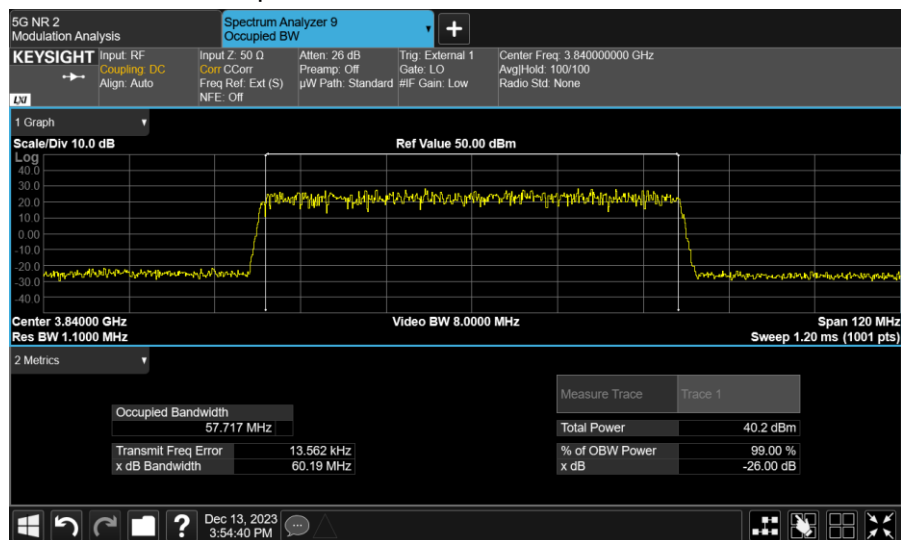 5G NR 2
Modulation Analysis
Spectrum Analyzer 9
Occupied BW
KEYSIGHT
LXI
Input: RF
Coupling: DC
Align: Auto
Input Z: 50 Ω
Corr CCorr
Freq Ref: Ext (S)
NFE: Off
Atten: 26 dB
Preamp: Off
µW Path: Standard
Trig: External 1
Gate: LO
#IF Gain: Low
Center Freq: 3.840000000 GHz
Avg|Hold: 100/100
Radio Std: None
1 Graph
Scale/Div 10.0 dB
Ref Value 50.00 dBm
Log
40.0
30.0
20.0
10.0
0.00
-10.0
-20.0
-30.0
-40.0
Center 3.84000 GHz
Video BW 8.0000 MHz
Span 120 MHz
Res BW 1.1000 MHz
Sweep 1.20 ms (1001 pts)
2 Metrics
Measure Trace
Trace 1
Occupied Bandwidth
57.717 MHz
Total Power
40.2 dBm
Transmit Freq Error
13.562 kHz
% of OBW Power
99.00 %
x dB Bandwidth
60.19 MHz
x dB
-26.00 dB
Dec 13, 2023
3:54:40 PM